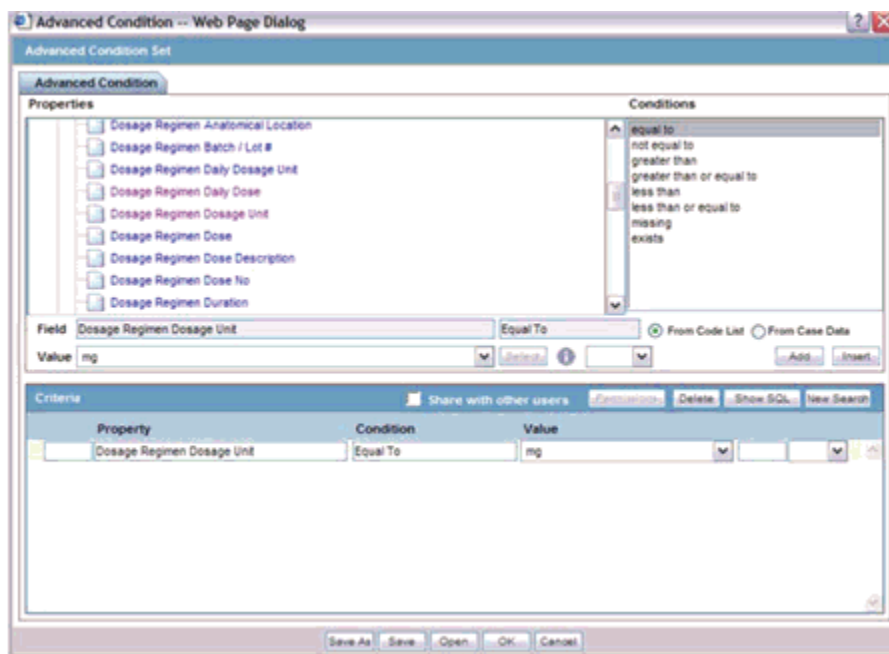 Advanced Condition -- Web Page Dialog
Advanced Condition Set
Advanced Condition
Properties
Conditions
Dosage Regimen Anatomical Location
Dosage Regimen Batch / Lot #
Dosage Regimen Daily Dosage Unit
Dosage Regimen Daily Dose
Dosage Regimen Dosage Unit
Dosage Regimen Dose
Dosage Regimen Dose Description
Dosage Regimen Dose No
Dosage Regimen Duration
equal to
not equal to
greater than
greater than or equal to
less than
less than or equal to
missing
exists
Field Dosage Regimen Dosage Unit Equal To From Code List From Case Data
Value mg Select Add Insert
Criteria Share with other users Permissions Delete Show SQL New Search
Property Condition Value
Dosage Regimen Dosage Unit Equal To mg
Save As Save Open OK Cancel